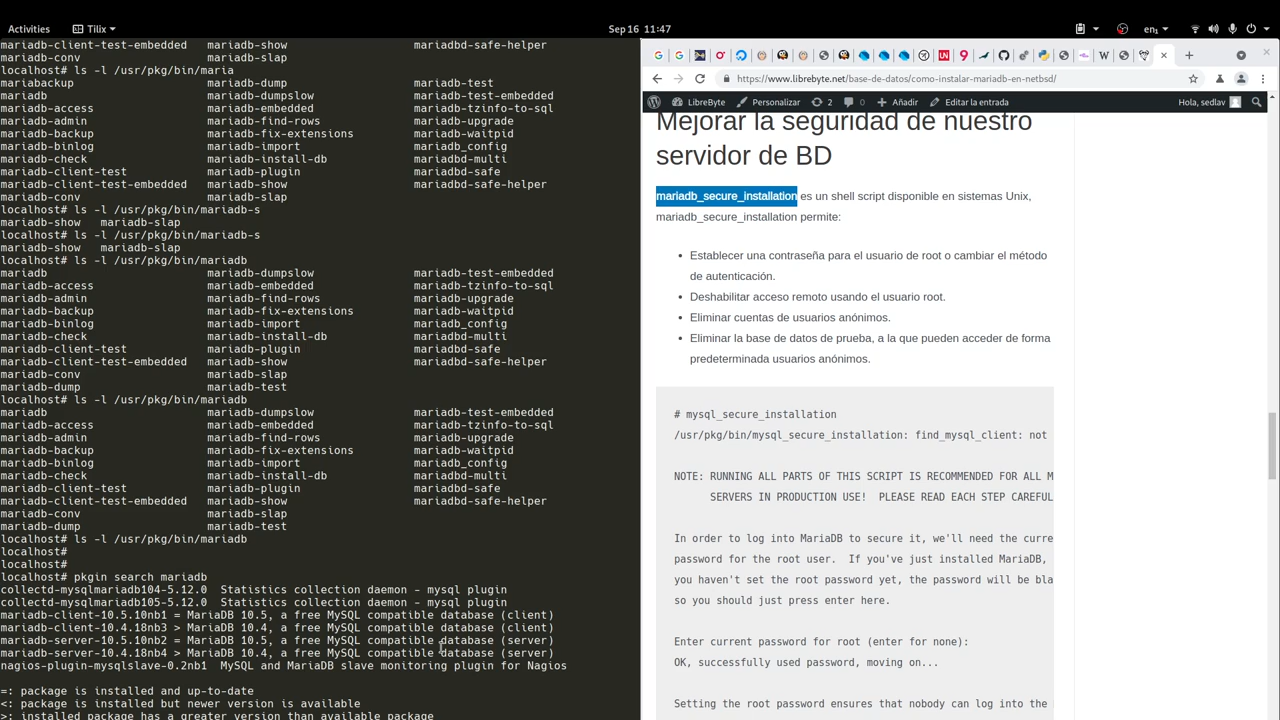 Activities
Tilix
Sep 16 11:47
en₁
mariadb-client-test-embedded mariadb-show mariadbd-safe-helper
mariadb-conv mariadb-slap
localhost# ls -l /usr/pkg/bin/maria
mariabackup mariadb-dump mariadb-test
mariadb mariadb-dumpslow mariadb-test-embedded
mariadb-access mariadb-embedded mariadb-tzinfo-to-sql
mariadb-admin mariadb-find-rows mariadb-upgrade
mariadb-backup mariadb-fix-extensions mariadb-waitpid
mariadb-binlog mariadb-import mariadb_config
mariadb-check mariadb-install-db mariadbd-multi
mariadb-client-test mariadb-plugin mariadbd-safe
mariadb-client-test-embedded mariadb-show mariadbd-safe-helper
mariadb-conv mariadb-slap
localhost# ls -l /usr/pkg/bin/mariadb-s
mariadb-show mariadb-slap
localhost# ls -l /usr/pkg/bin/mariadb-s
mariadb-show mariadb-slap
localhost# ls -l /usr/pkg/bin/mariadb
mariadb mariadb-dumpslow mariadb-test-embedded
mariadb-access mariadb-embedded mariadb-tzinfo-to-sql
mariadb-admin mariadb-find-rows mariadb-upgrade
mariadb-backup mariadb-fix-extensions mariadb-waitpid
mariadb-binlog mariadb-import mariadb_config
mariadb-check mariadb-install-db mariadbd-multi
mariadb-client-test mariadb-plugin mariadbd-safe
mariadb-client-test-embedded mariadb-show mariadbd-safe-helper
mariadb-conv mariadb-slap
mariadb-dump mariadb-test
localhost# ls -l /usr/pkg/bin/mariadb
mariadb mariadb-dumpslow mariadb-test-embedded
mariadb-access mariadb-embedded mariadb-tzinfo-to-sql
mariadb-admin mariadb-find-rows mariadb-upgrade
mariadb-backup mariadb-fix-extensions mariadb-waitpid
mariadb-binlog mariadb-import mariadb_config
mariadb-check mariadb-install-db mariadbd-multi
mariadb-client-test mariadb-plugin mariadbd-safe
mariadb-client-test-embedded mariadb-show mariadbd-safe-helper
mariadb-conv mariadb-slap
mariadb-dump mariadb-test
localhost# ls -l /usr/pkg/bin/mariadb
localhost#
localhost#
localhost# pkgin search mariadb
collectd-mysqlmariadb104-5.12.0 Statistics collection daemon - mysql plugin
collectd-mysqlmariadb105-5.12.0 Statistics collection daemon - mysql plugin
mariadb-client-10.5.10nb1 = MariaDB 10.5, a free MySQL compatible database (client)
mariadb-client-10.4.18nb3 > MariaDB 10.4, a free MySQL compatible database (client)
mariadb-server-10.5.10nb2 = MariaDB 10.5, a free MySQL compatible database (server)
mariadb-server-10.4.18nb4 > MariaDB 10.4, a free MySQL compatible database (server)
nagios-plugin-mysqlslave-0.2nb1 MySQL and MariaDB slave monitoring plugin for Nagios
=: package is installed and up-to-date
<: package is installed but newer version is available
>: installed package has a greater version than available package
https://www.librebyte.net/base-de-datos/como-instalar-mariadb-en-netbsd/
LibreByte Personalizar 2 Añadir Editar la entrada Hola, sedlav
Mejorar la seguridad de nuestro
servidor de BD
mariadb_secure_installation es un shell script disponible en sistemas Unix,
mariadb_secure_installation permite:
• Establecer una contraseña para el usuario de root o cambiar el método
de autenticación.
• Deshabilitar acceso remoto usando el usuario root.
• Eliminar cuentas de usuarios anónimos.
• Eliminar la base de datos de prueba, a la que pueden acceder de forma
predeterminada usuarios anónimos.
# mysql_secure_installation
/usr/pkg/bin/mysql_secure_installation: find_mysql_client: not
NOTE: RUNNING ALL PARTS OF THIS SCRIPT IS RECOMMENDED FOR ALL M
SERVERS IN PRODUCTION USE! PLEASE READ EACH STEP CAREFUL
In order to log into MariaDB to secure it, we'll need the curre
password for the root user. If you've just installed MariaDB,
you haven't set the root password yet, the password will be bla
so you should just press enter here.
Enter current password for root (enter for none):
OK, successfully used password, moving on...
Setting the root password ensures that nobody can log into the